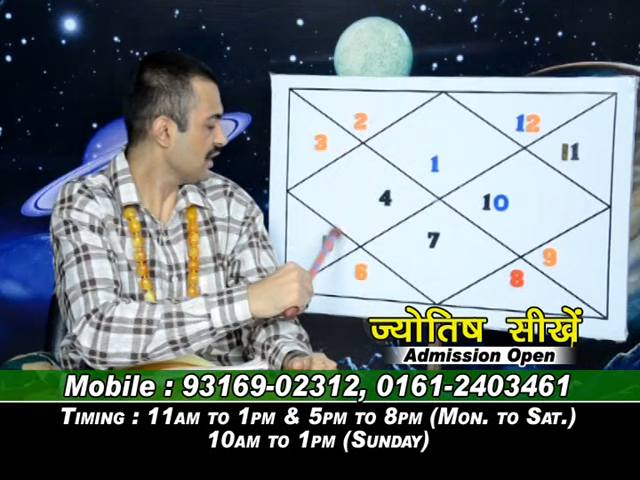 2
12
3
11
1
4
10
7
6
9
8
ज्योतिष सीखें
Admission Open
Mobile : 93169-02312, 0161-2403461
Timing : 11am to 1pm & 5pm to 8pm (Mon. to Sat.)
10am to 1pm (Sunday)